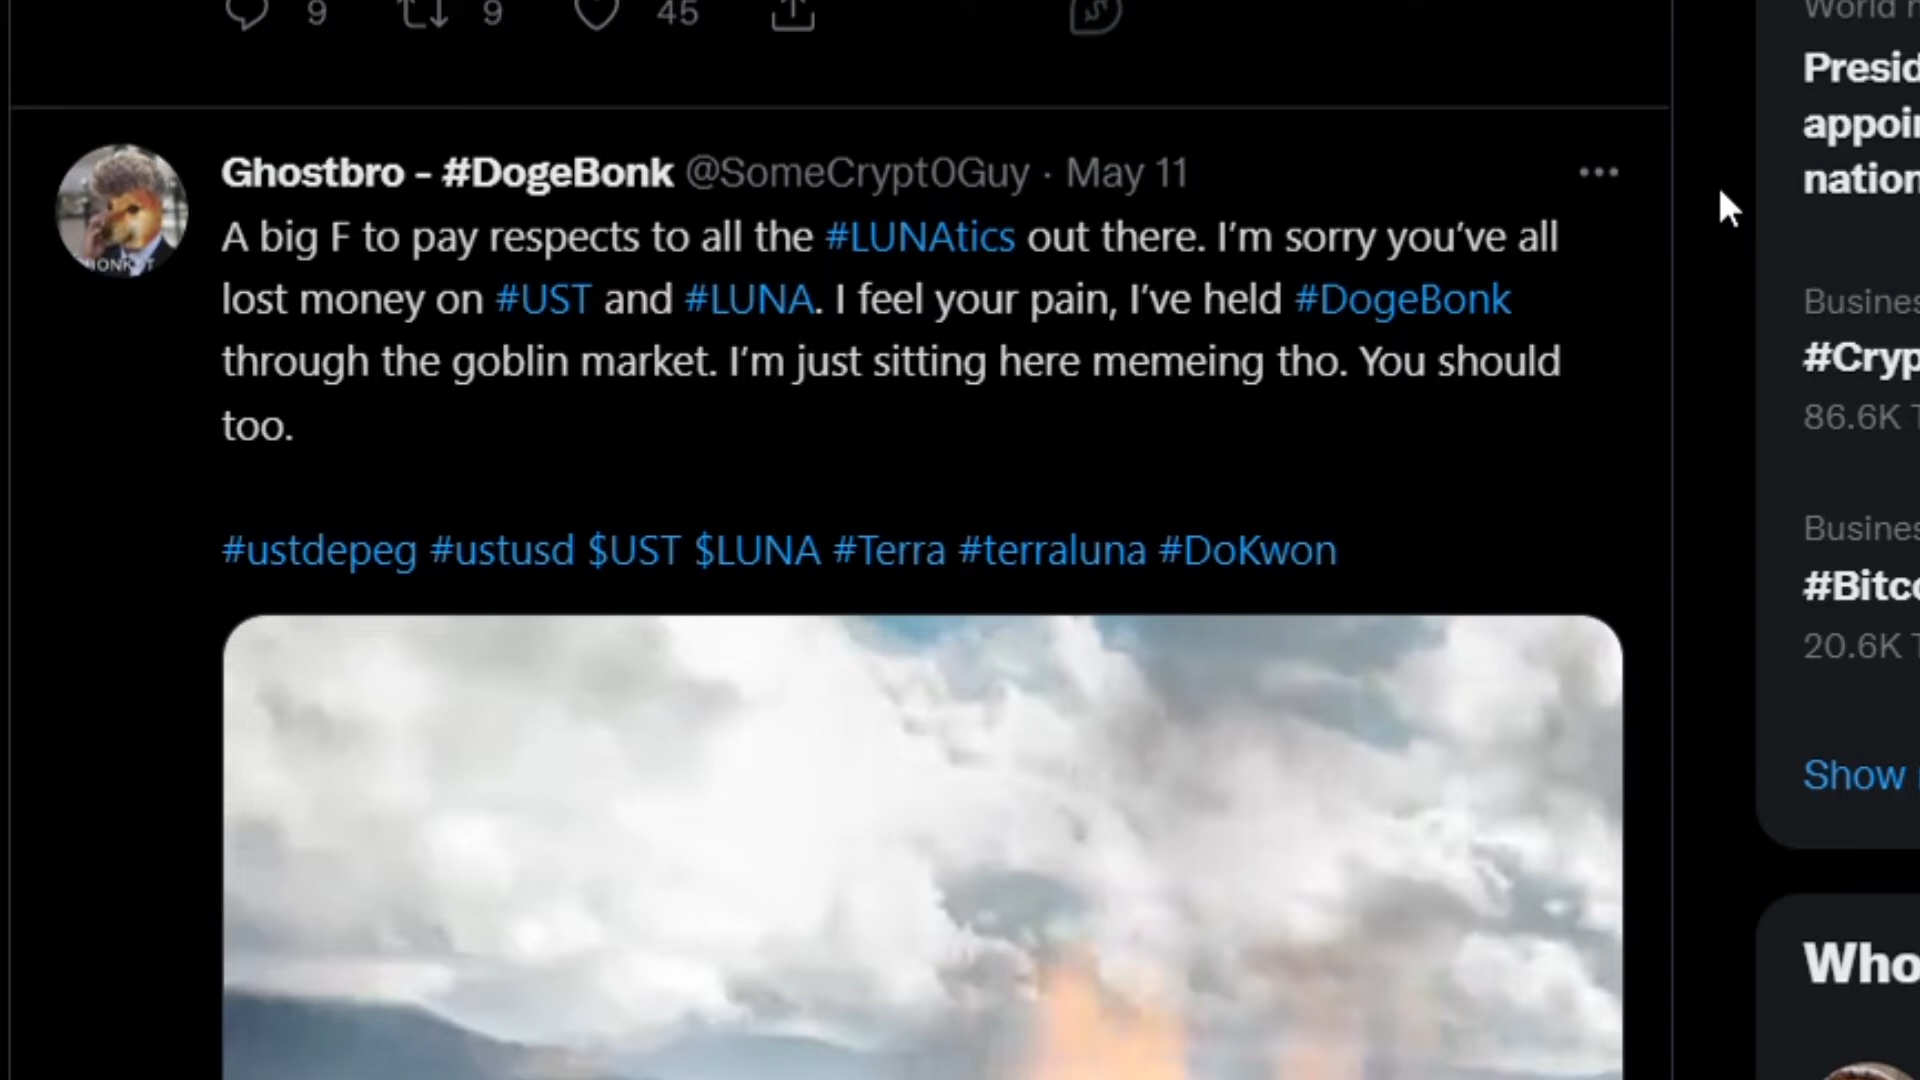 9 9 45
Ghostbro - #DogeBonk @SomeCrypt0Guy · May 11
A big F to pay respects to all the #LUNAtics out there. I'm sorry you've all
lost money on #UST and #LUNA. I feel your pain, I've held #DogeBonk
through the goblin market. I'm just sitting here memeing tho. You should
too.
#ustdepeg #ustusd $UST $LUNA #Terra #terraluna #DoKwon
World
Presid
appoin
nation
Busines
#Cryp
86.6K T
Busines
#Bitco
20.6K T
Show
Who